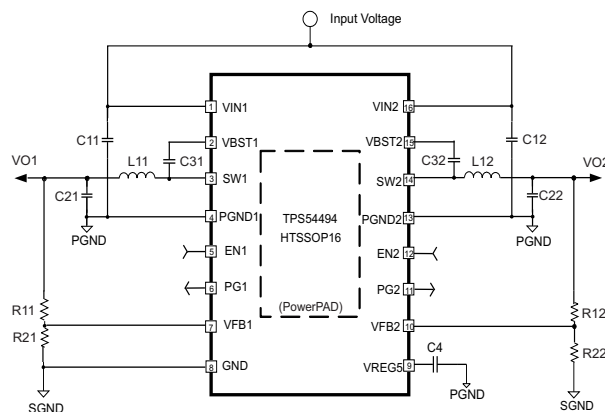 Input Voltage
1 VIN1 VIN2 16
C11 C12
2 VBST1 VBST2 15
VO1 L11 C31 C32 L12 VO2
3 SW1 SW2 14
C21 C22
TPS54494
4 PGND1 PGND2 13
HTSSOP16
PGND PGND
5 EN1 EN2 12
6 PG1 PG2 11
(PowerPAD)
R11 R12
7 VFB1 VFB2 10
R21 R22
C4
8 GND VREG5 9
PGND
SGND SGND